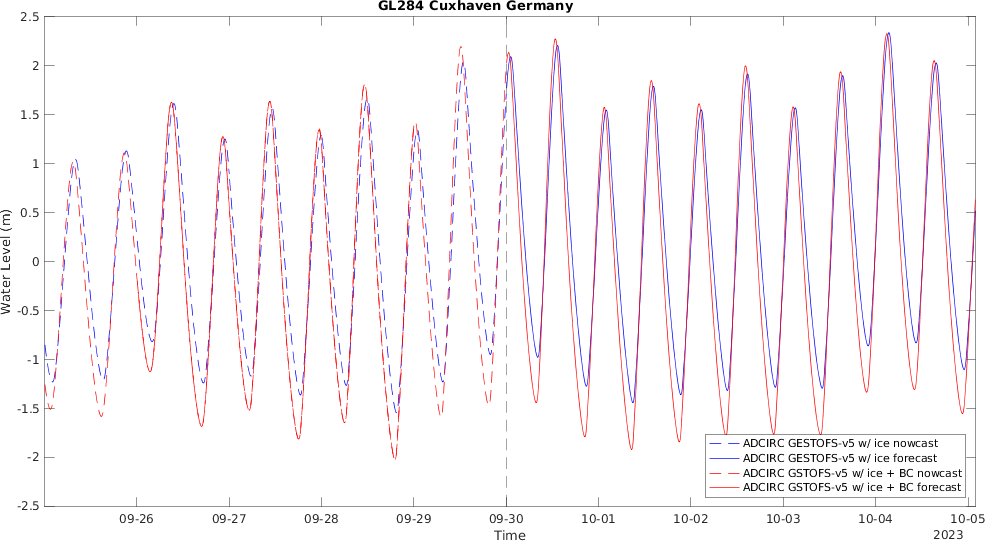 GL284 Cuxhaven Germany
2.5
2
1.5
1
0.5
0
-0.5
-1
-1.5
-2
-2.5
Water Level (m)
09-26 09-27 09-28 09-29 09-30 10-01 10-02 10-03 10-04 10-05
Time
2023
ADCIRC GESTOFS-v5 w/ ice nowcast
ADCIRC GESTOFS-v5 w/ ice forecast
ADCIRC GSTOFS-v5 w/ ice + BC nowcast
ADCIRC GSTOFS-v5 w/ ice + BC forecast